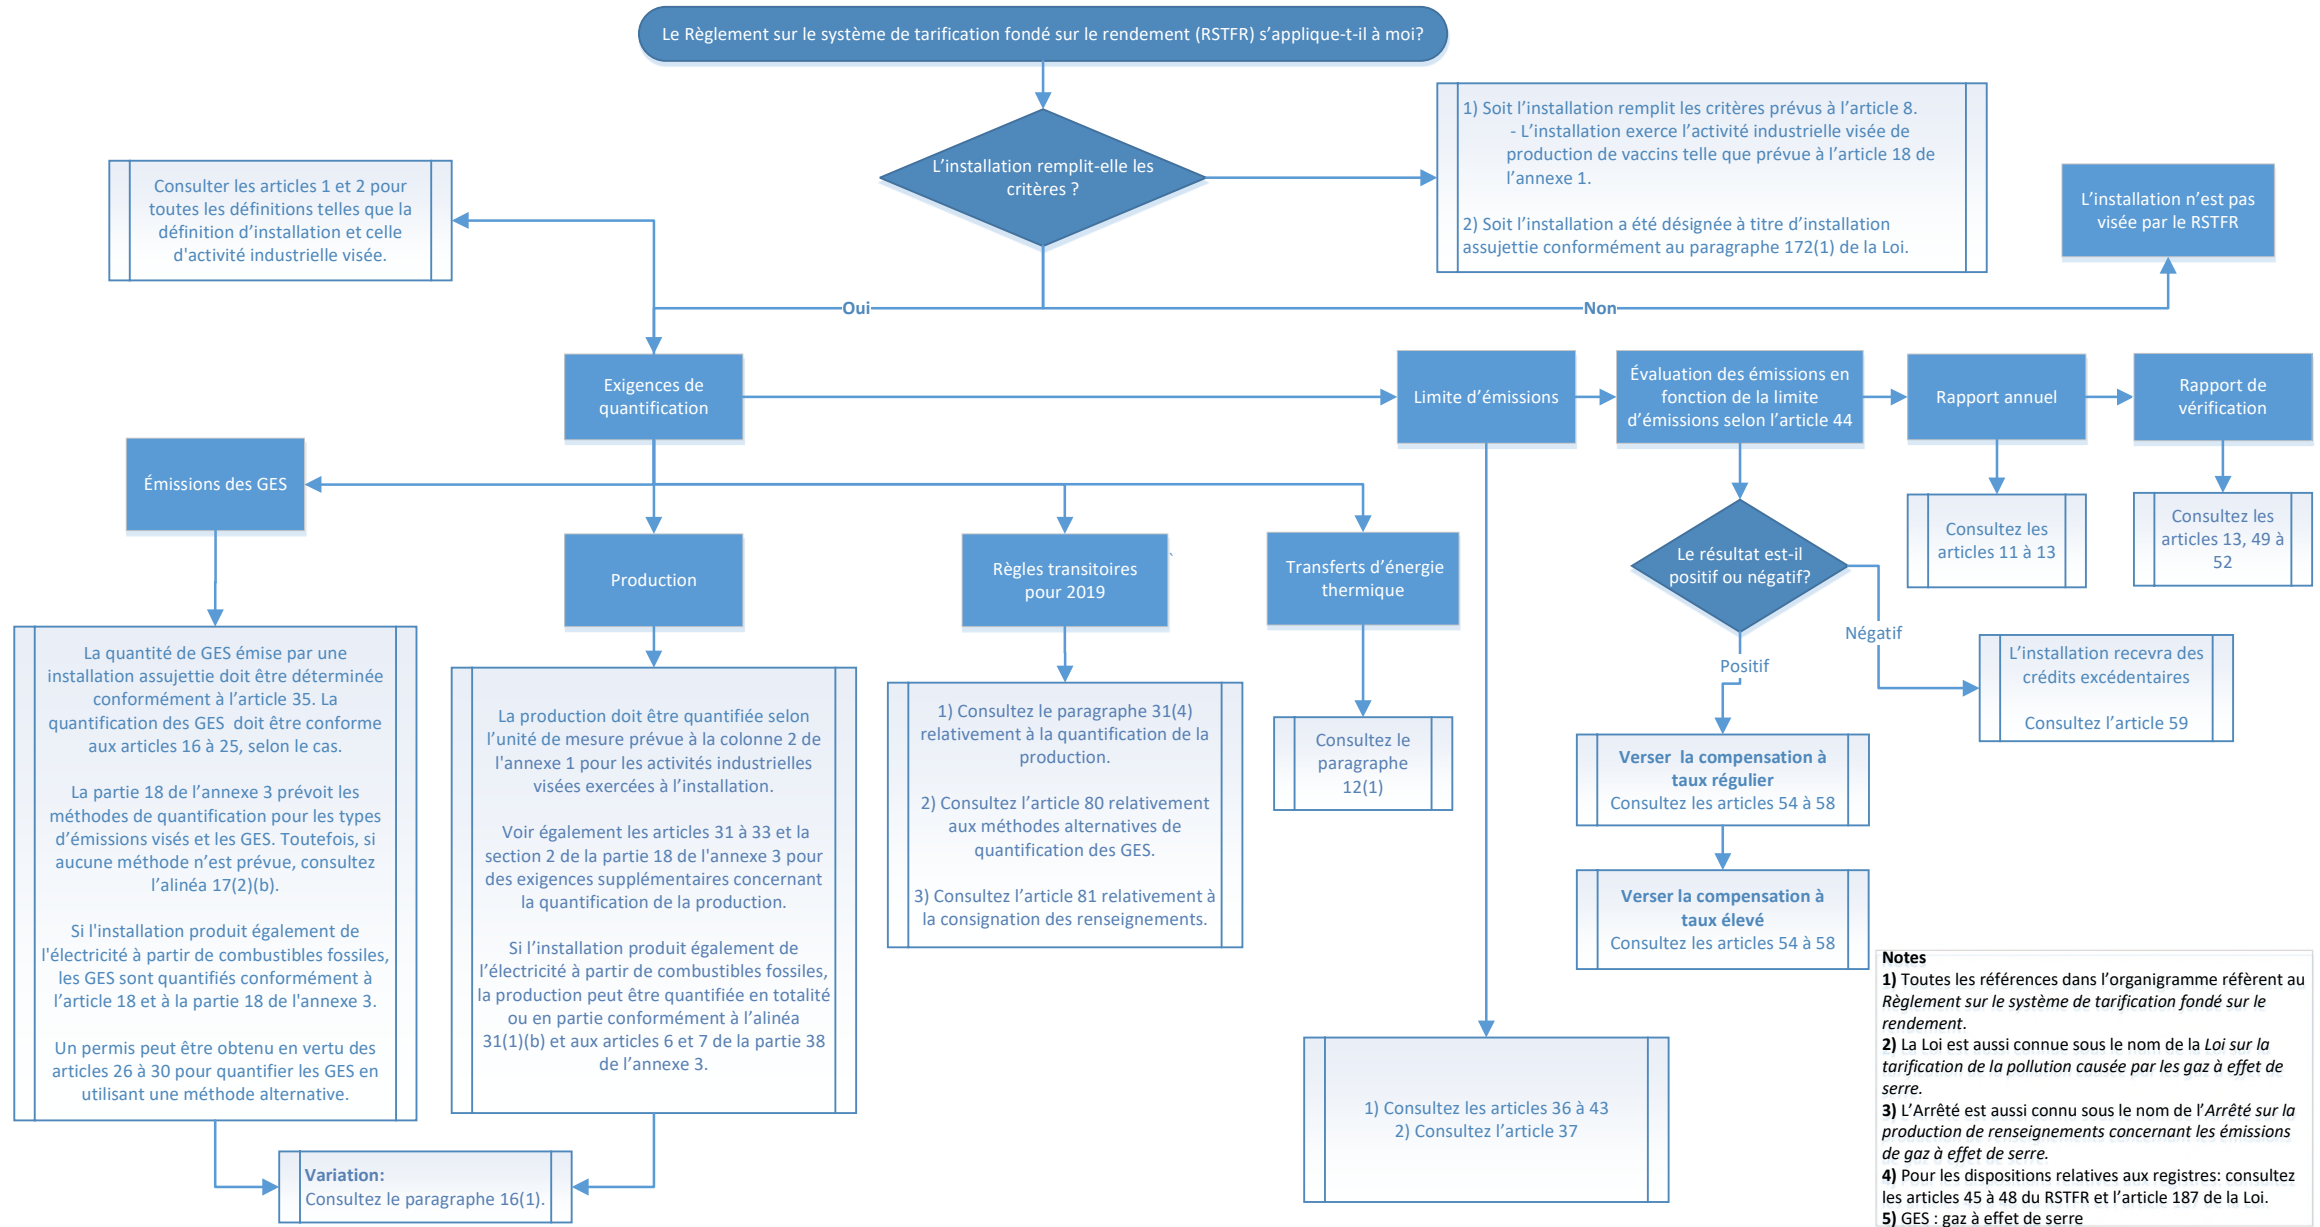 Le Règlement sur le système de tarification fondé sur le rendement (RSTFR) s'applique-t-il à moi?
L'installation remplit-elle les
critères ?
1) Soit l'installation remplit les critères prévus à l'article 8.
- L'installation exerce l'activité industrielle visée de
production de vaccins telle que prévue à l'article 18 de
l'annexe 1.
2) Soit l'installation a été désignée à titre d'installation
assujettie conformément au paragraphe 172(1) de la Loi.
Consulter les articles 1 et 2 pour
toutes les définitions telles que la
définition d'installation et celle
d'activité industrielle visée.
L'installation n'est pas
visée par le RSTFR
Oui
Non
Exigences de
quantification
Limite d'émissions
Évaluation des émissions en
fonction de la limite
d'émissions selon l'article 44
Rapport annuel
Rapport de
vérification
Émissions des GES
Production
Règles transitoires
pour 2019
`
Transferts d'énergie
thermique
Le résultat est-il
positif ou négatif?
Consultez les
articles 11 à 13
Consultez les
articles 13, 49 à
52
Négatif
Positif
L'installation recevra des
crédits excédentaires
Consultez l'article 59
La quantité de GES émise par une
installation assujettie doit être déterminée
conformément à l'article 35. La
quantification des GES  doit être conforme
aux articles 16 à 25, selon le cas.
La partie 18 de l'annexe 3 prévoit les
méthodes de quantification pour les types
d'émissions visés et les GES. Toutefois, si
aucune méthode n'est prévue, consultez
l'alinéa 17(2)(b).
Si l'installation produit également de
l'électricité à partir de combustibles fossiles,
les GES sont quantifiés conformément à
l'article 18 et à la partie 18 de l'annexe 3.
Un permis peut être obtenu en vertu des
articles 26 à 30 pour quantifier les GES en
utilisant une méthode alternative.
La production doit être quantifiée selon
l'unité de mesure prévue à la colonne 2 de
l'annexe 1 pour les activités industrielles
visées exercées à l'installation.
Voir également les articles 31 à 33 et la
section 2 de la partie 18 de l'annexe 3 pour
des exigences supplémentaires concernant
la quantification de la production.
Si l'installation produit également de
l'électricité à partir de combustibles fossiles,
la production peut être quantifiée en totalité
ou en partie conformément à l'alinéa
31(1)(b) et aux articles 6 et 7 de la partie 38
de l'annexe 3.
1) Consultez le paragraphe 31(4)
relativement à la quantification de la
production.
2) Consultez l'article 80 relativement
aux méthodes alternatives de
quantification des GES.
3) Consultez l'article 81 relativement à
la consignation des renseignements.
Consultez le
paragraphe
12(1)
Verser  la compensation à
taux régulier
Consultez les articles 54 à 58
Verser la compensation à
taux élevé
Consultez les articles 54 à 58
1) Consultez les articles 36 à 43
2) Consultez l'article 37
Variation:
Consultez le paragraphe 16(1).
Notes
1) Toutes les références dans l'organigramme réfèrent au
Règlement sur le système de tarification fondé sur le
rendement.
2) La Loi est aussi connue sous le nom de la Loi sur la
tarification de la pollution causée par les gaz à effet de
serre.
3) L'Arrêté est aussi connu sous le nom de l'Arrêté sur la
production de renseignements concernant les émissions
de gaz à effet de serre.
4) Pour les dispositions relatives aux registres: consultez
les articles 45 à 48 du RSTFR et l'article 187 de la Loi.
5) GES : gaz à effet de serre